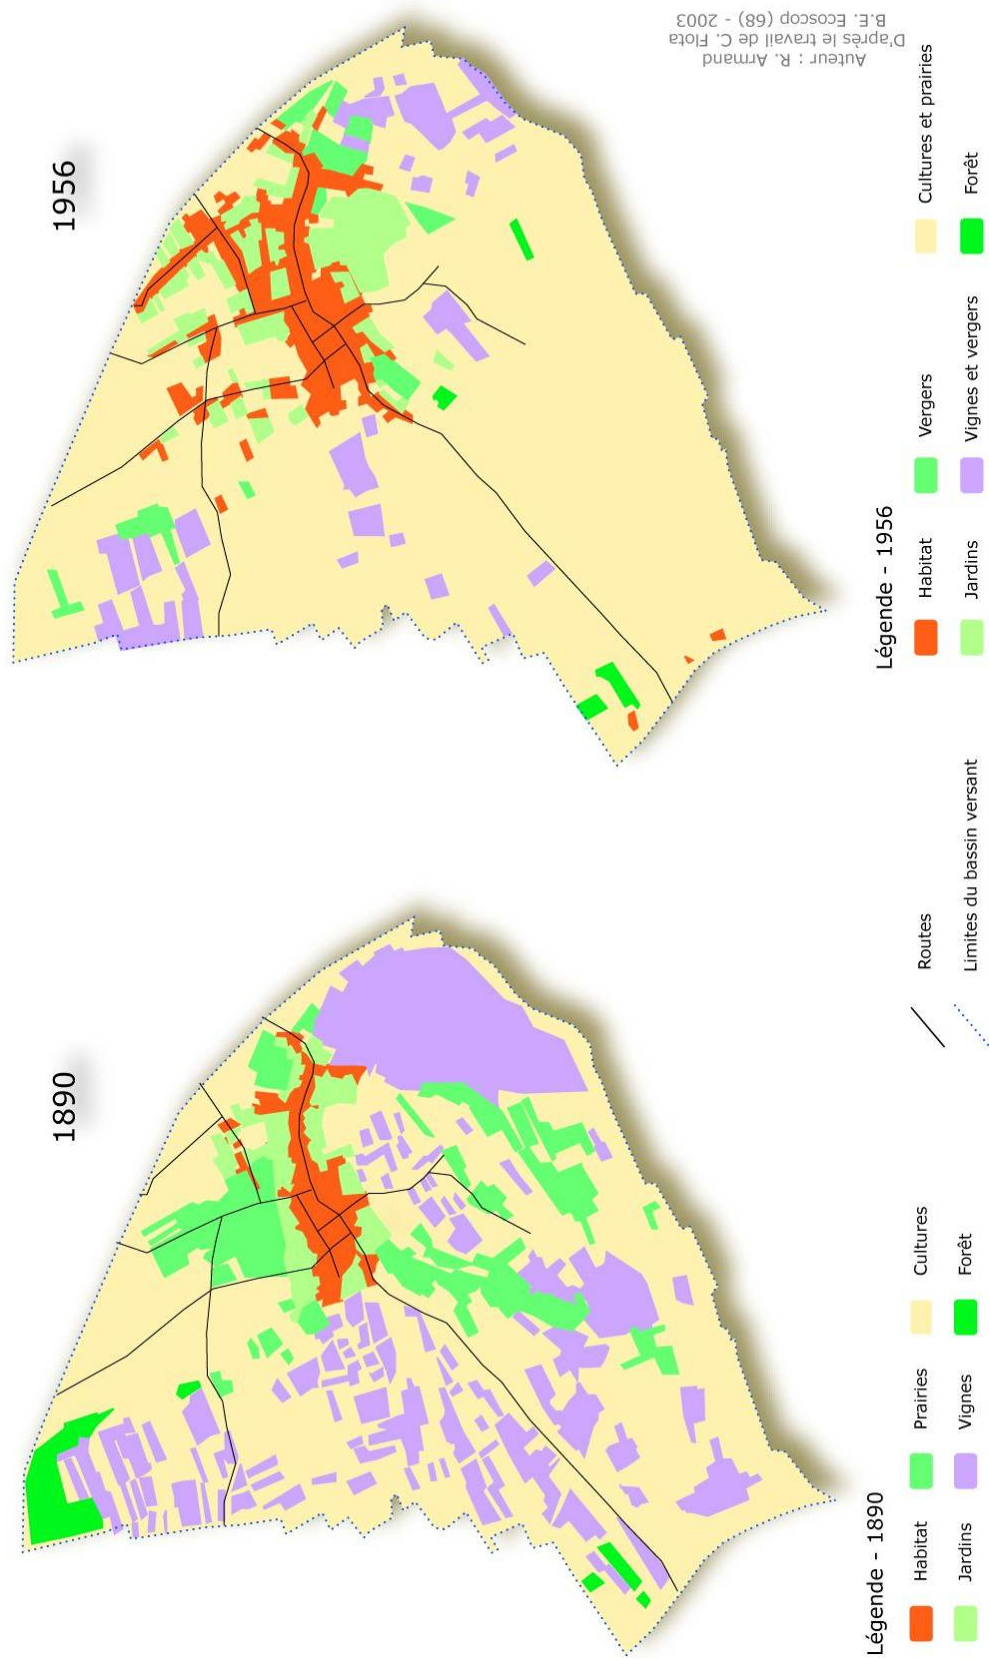 1890
1956
Légende - 1890
Habitat
Prairies
Cultures
Jardins
Vignes
Forêt
Routes
Limites du bassin versant
Légende - 1956
Habitat
Vergers
Cultures et prairies
Jardins
Vignes et vergers
Forêt
Auteur : R. Armand
D'après le travail de C. Flota
B.E. Ecoscop (68) - 2003